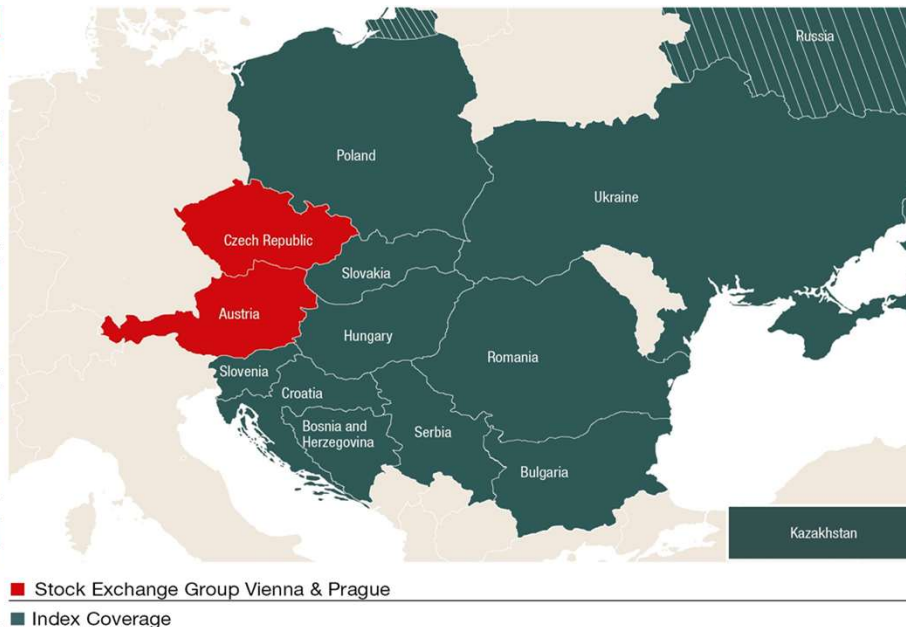 Russia
Poland
Ukraine
Czech Republic
Slovakia
Austria
Hungary
Romania
Slovenia
Croatia
Bosnia and
Herzegovina
Serbia
Bulgaria
Kazakhstan
Stock Exchange Group Vienna & Prague
Index Coverage